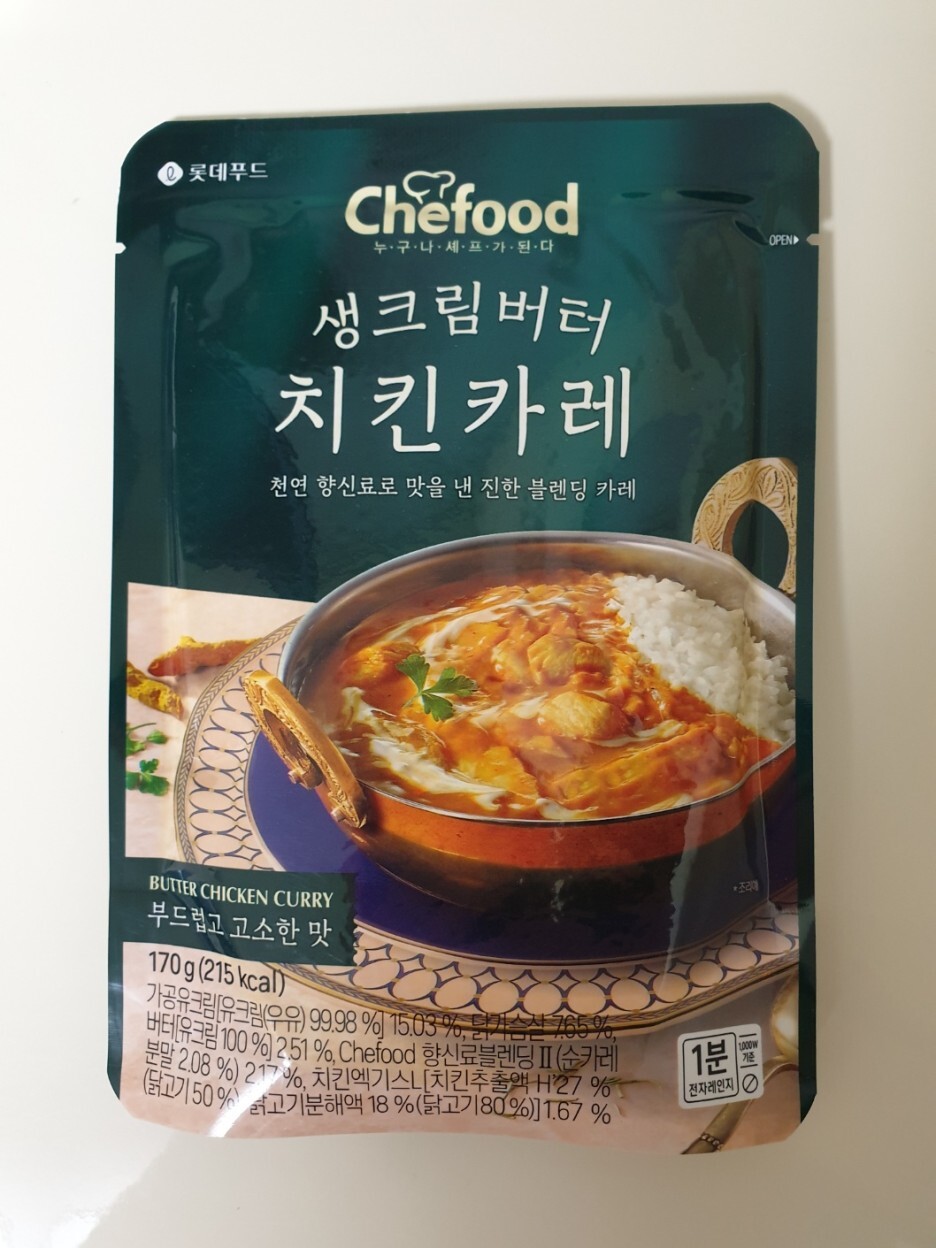 롯데푸드
Chefood
누·구·나·셰·프·가·된·다
OPEN
생크림버터
치킨카레
천연 향신료로 맛을 낸 진한 블렌딩 카레
*조리예
BUTTER CHICKEN CURRY
부드럽고 고소한 맛
170 g (215 kcal)
가공유크림[유크림(우유) 99.98 %] 15.03 %, 닭가슴살 7.65 %,
버터[유크림 100 %] 2.51 %, Chefood 향신료블렌딩 II (순카레
분말 2.08 %) 2.17 %, 치킨엑기스L[치킨추출액 H 27 %
(닭고기 50 %), 닭고기분해액 18 % (닭고기 80 %)] 1.67 %
1분
전자레인지
1,000W
기준